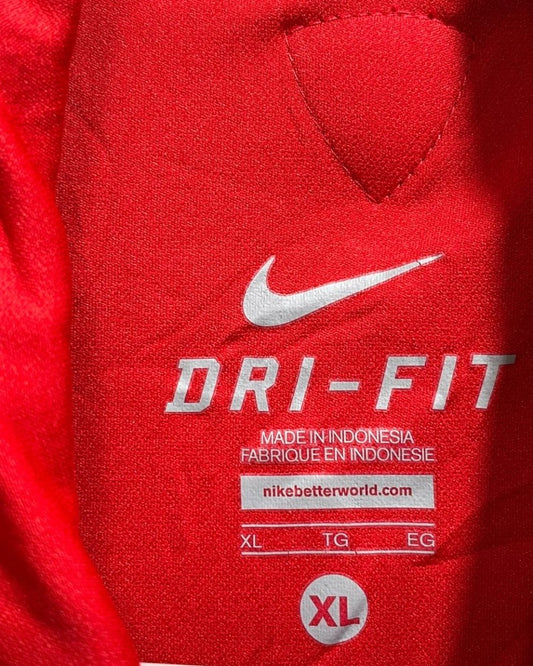 DRI-FIT
MADE IN INDONESIA
FABRIQUE EN INDONESIE
nikebetterworld.com
XL TG EG
XL